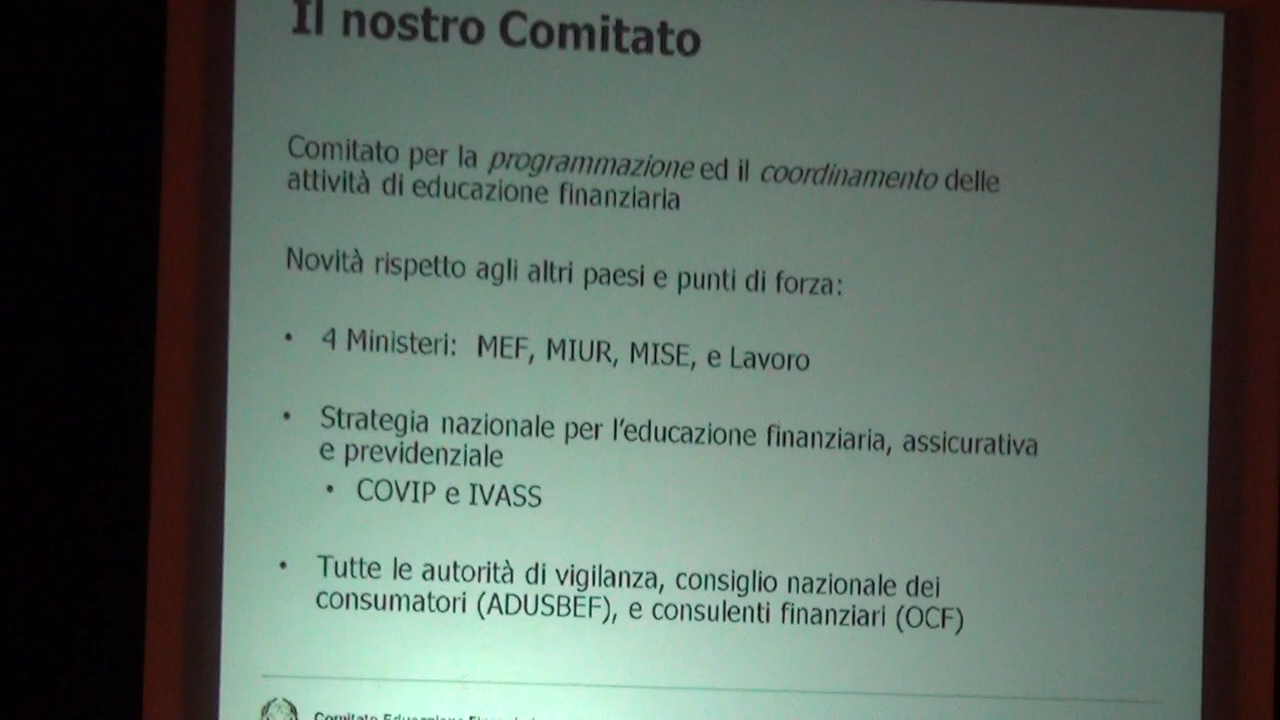 Il nostro Comitato
Comitato per la programmazione ed il coordinamento delle
attività di educazione finanziaria
Novità rispetto agli altri paesi e punti di forza:
• 4 Ministeri: MEF, MIUR, MISE, e Lavoro
• Strategia nazionale per l'educazione finanziaria, assicurativa
e previdenziale
• COVIP e IVASS
• Tutte le autorità di vigilanza, consiglio nazionale dei
consumatori (ADUSBEF), e consulenti finanziari (OCF)
Comitato Educazione